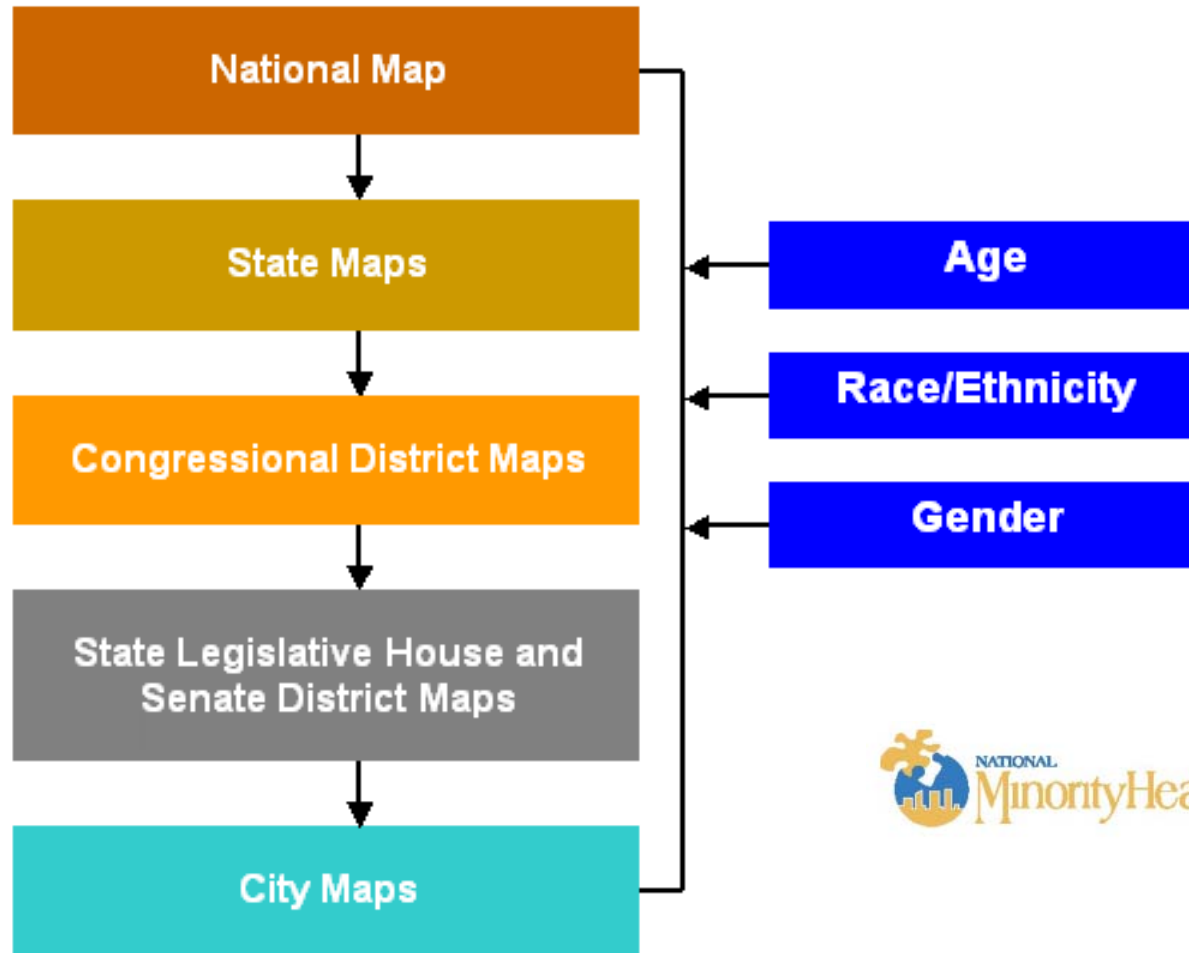 National Map
State Maps
Congressional District Maps
State Legislative House and
Senate District Maps
City Maps
Age
Race/Ethnicity
Gender
NATIONAL
MinorityHea